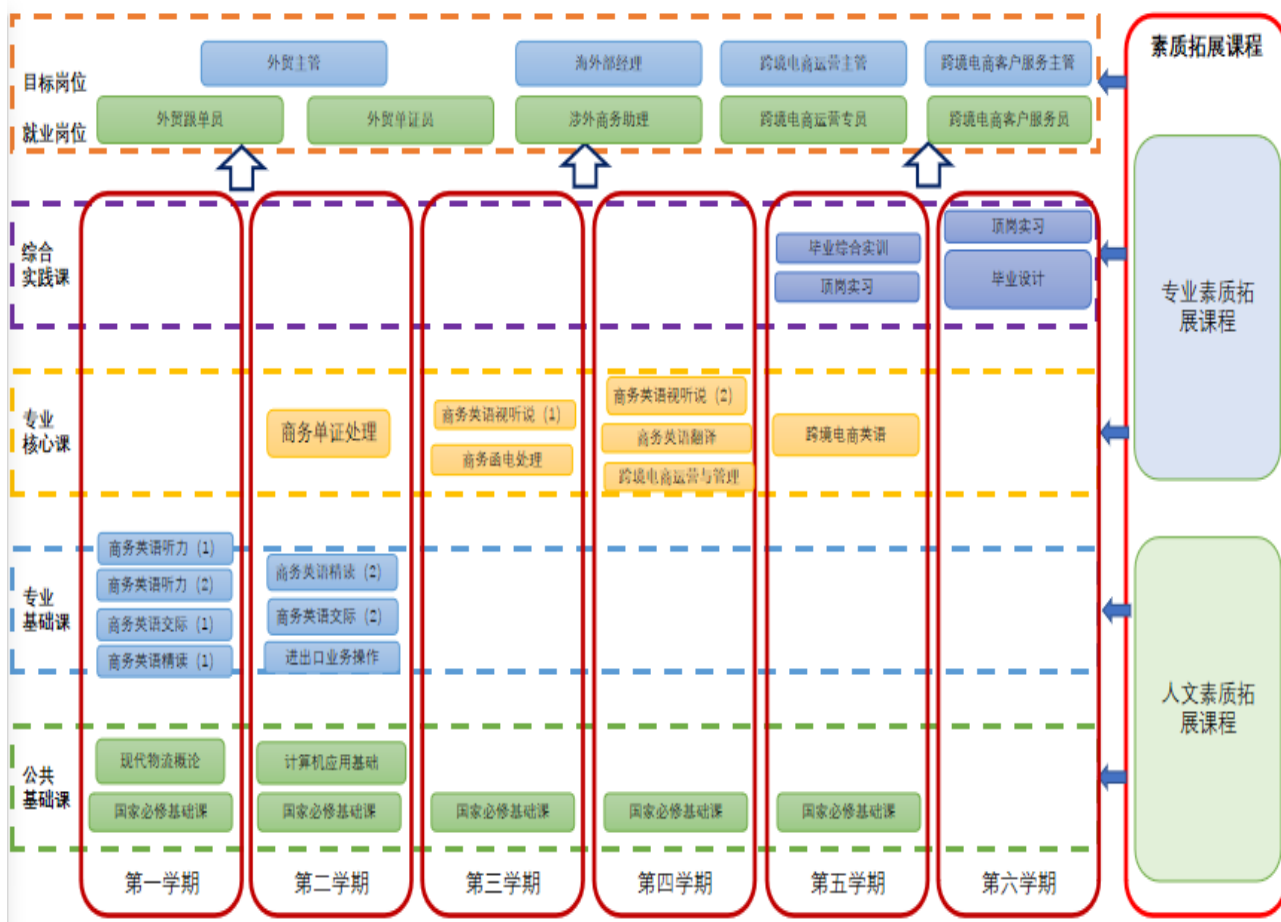 素质拓展课程
目标岗位
外贸主管
海外部经理
跨境电商运营主管
跨境电商客户服务主管
就业岗位
外贸跟单员
外贸单证员
涉外商务助理
跨境电商运营专员
跨境电商客户服务员
综合
实践课
毕业综合实训
顶岗实习
顶岗实习
毕业设计
专业素质拓
展课程
专业
核心课
商务单证处理
商务英语视听说（1）
商务函电处理
商务英语视听说（2）
商务英语翻译
跨境电商运营与管理
跨境电商英语
专业
基础课
商务英语听力（1）
商务英语听力（2）
商务英语交际（1）
商务英语精读（1）
商务英语精读（2）
商务英语交际（2）
进出口业务操作
人文素质拓
展课程
公共
基础课
现代物流概论
国家必修基础课
计算机应用基础
国家必修基础课
国家必修基础课
国家必修基础课
国家必修基础课
第一学期
第二学期
第三学期
第四学期
第五学期
第六学期